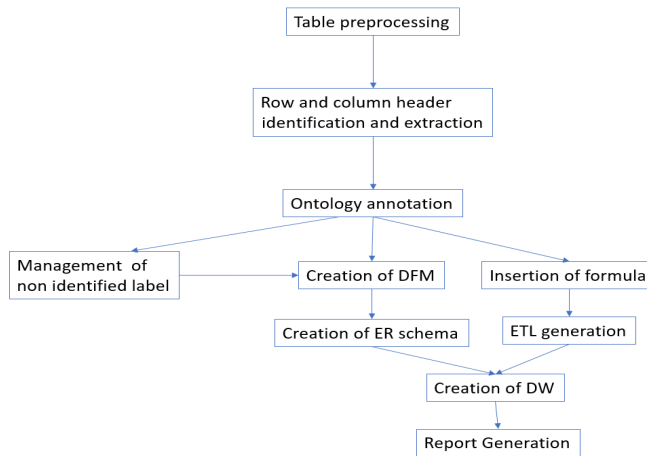 Table preprocessing
Row and column header
identification and extraction
Ontology annotation
Management of
non identified label
Creation of DFM
Insertion of formula
Creation of ER schema
ETL generation
Creation of DW
Report Generation